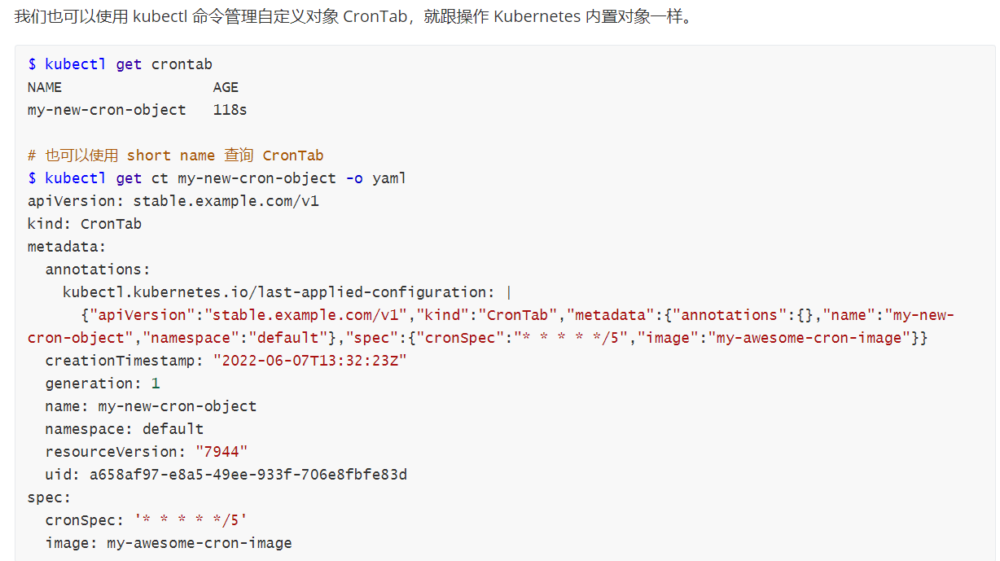 我们也可以使用 kubectl 命令管理自定义对象 CronTab，就跟操作 Kubernetes 内置对象一样。
$ kubectl get crontab
NAME                 AGE
my-new-cron-object   118s
# 也可以使用 short name 查询 CronTab
$ kubectl get ct my-new-cron-object -o yaml
apiVersion: stable.example.com/v1
kind: CronTab
metadata:
  annotations:
    kubectl.kubernetes.io/last-applied-configuration: |
      {"apiVersion":"stable.example.com/v1","kind":"CronTab","metadata":{"annotations":{},"name":"my-new-
cron-object","namespace":"default"},"spec":{"cronSpec":"* * * * */5","image":"my-awesome-cron-image"}}
  creationTimestamp: "2022-06-07T13:32:23Z"
  generation: 1
  name: my-new-cron-object
  namespace: default
  resourceVersion: "7944"
  uid: a658af97-e8a5-49ee-933f-706e8fbfe83d
spec:
  cronSpec: '* * * * */5'
  image: my-awesome-cron-image